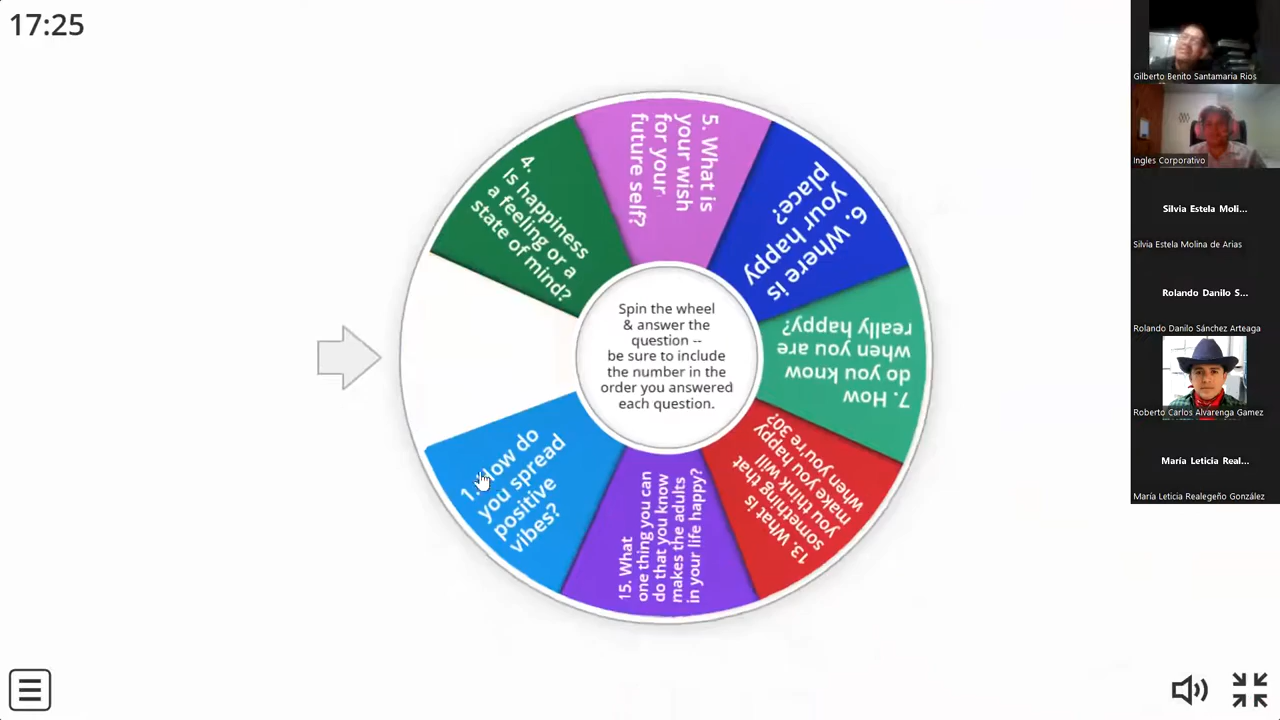 17:25
4.
Is happiness
a feeling or a
state of mind?
5. What is
your wish
for your
future self?
6. Where is
your happy
place?
7. How
do you know
when you are
really happy?
13. What is
something that
you think will
make you happy
when you're 30?
15. What
one thing you can
do that you know
makes the adults
in your life happy?
1. How do
you spread
positive
vibes?
Spin the wheel
& answer the
question --
be sure to include
the number in the
order you answered
each question.
Gilberto Benito Santamaria Rios
Ingles Corporativo
Silvia Estela Moli...
Silvia Estela Molina de Arias
Rolando Danilo S...
Rolando Danilo Sánchez Arteaga
Roberto Carlos Alvarenga Gamez
María Leticia Real...
María Leticia Realegeño González